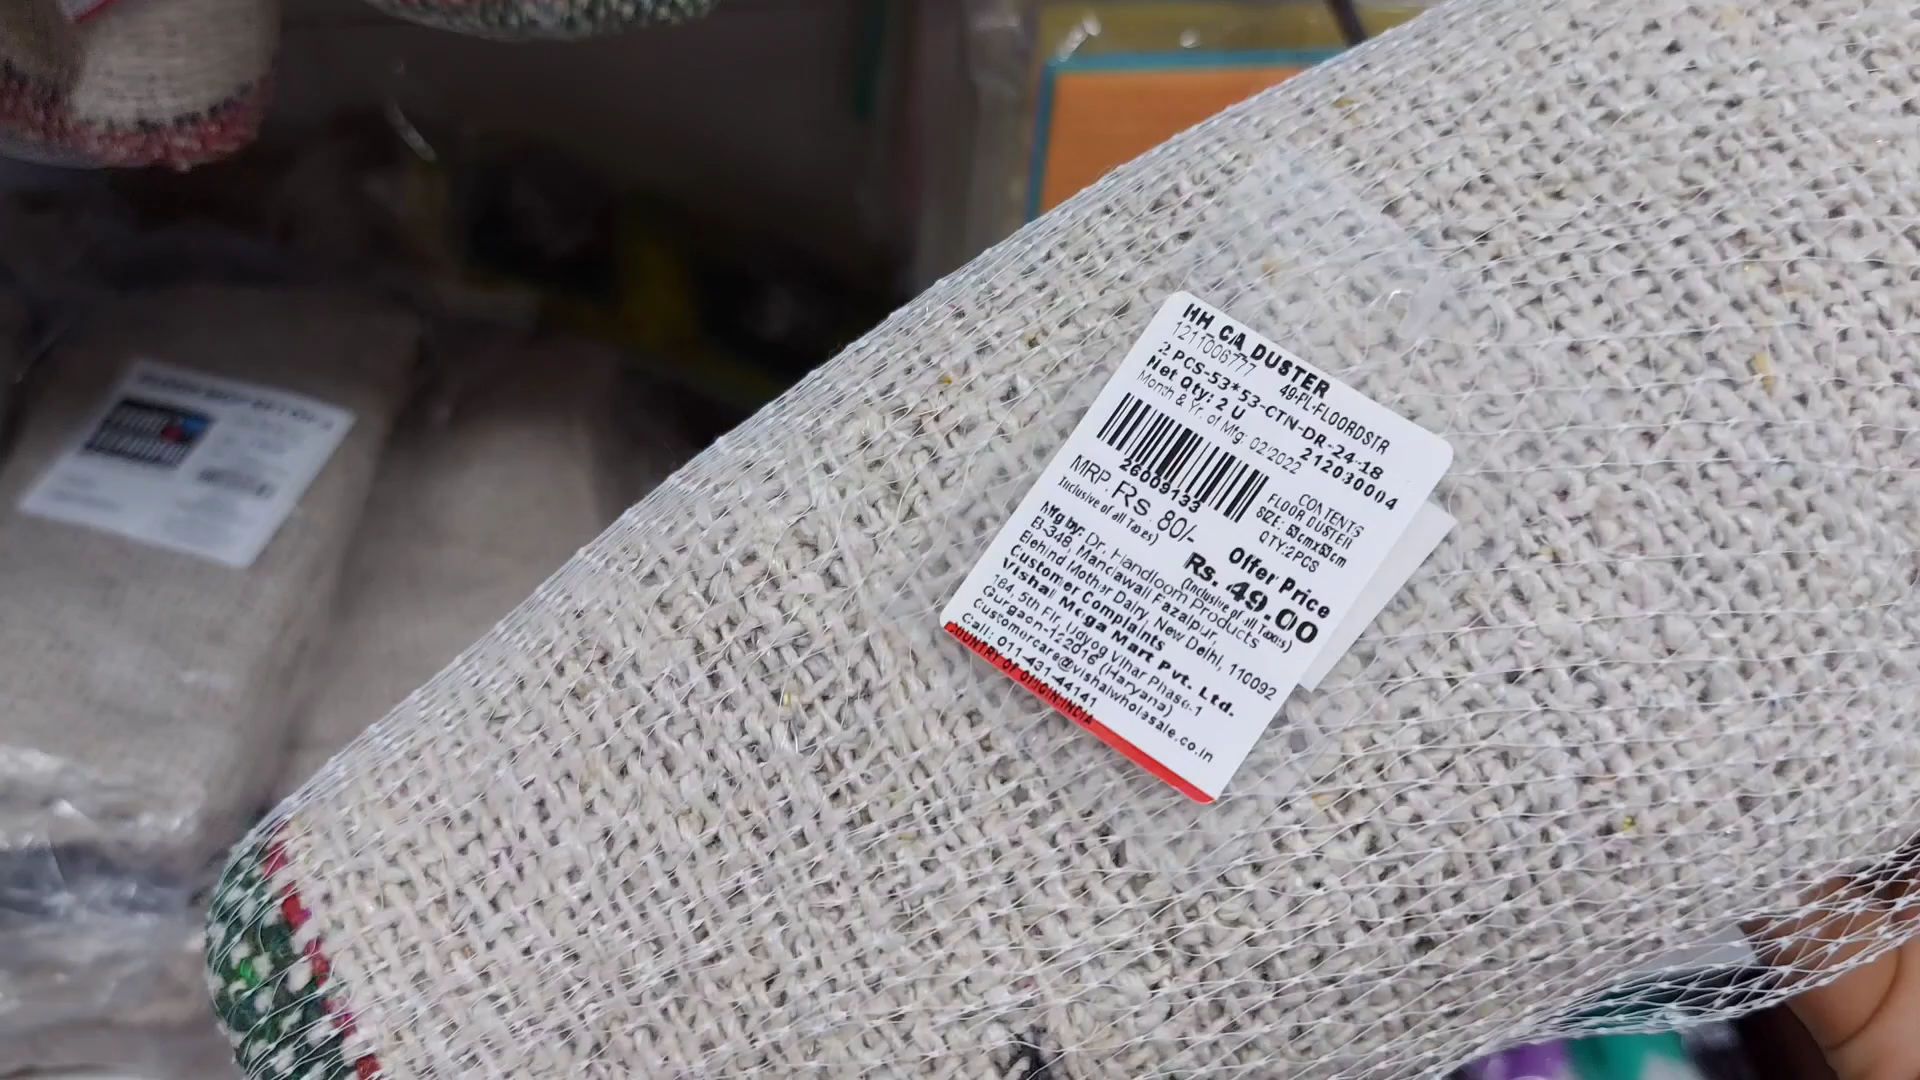 HH CA DUSTER
1211006777 49-FL-FLOORDSTR
2 PCS-53*53-CTN-DR-24-18
Net Qty: 2 U 212030004
Month & Yr. of Mfg: 02/2022
26009133
CONTENTS
FLOOR DUSTER
SIZE: 53cmx53cm
QTY:2PCS
MRP Rs 80/-
Inclusive of all Taxes)
Offer Price
Rs. 49.00
(Inclusive of all Taxes)
Mfg by: Dr. Handloom Products
E-348, Mandawali Fazalpur,
Behind Mother Dairy, New Delhi, 110092
Customer Complaints
Vishal Mega Mart Pvt. Ltd.
184, 5th Flr, Udyog Vihar Phase-1
Gurgaon-122016 (Haryana)
Customercare@vishalwholesale.co.in
Call: 011-431-44141
COUNTRY OF ORIGIN:INDIA